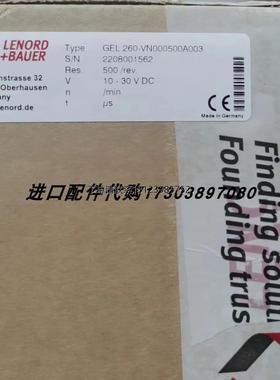 LENORD
+BAUER
nstrasse 32
Oberhausen
any
lenord.de
Type GEL 260-VN000500A003
S/N 2208001562
Res. 500 /rev.
V 10 - 30 V DC
n /min
t µs
CE Made in Germany
进口配件代购17303897080
Finding solu
Founding trus